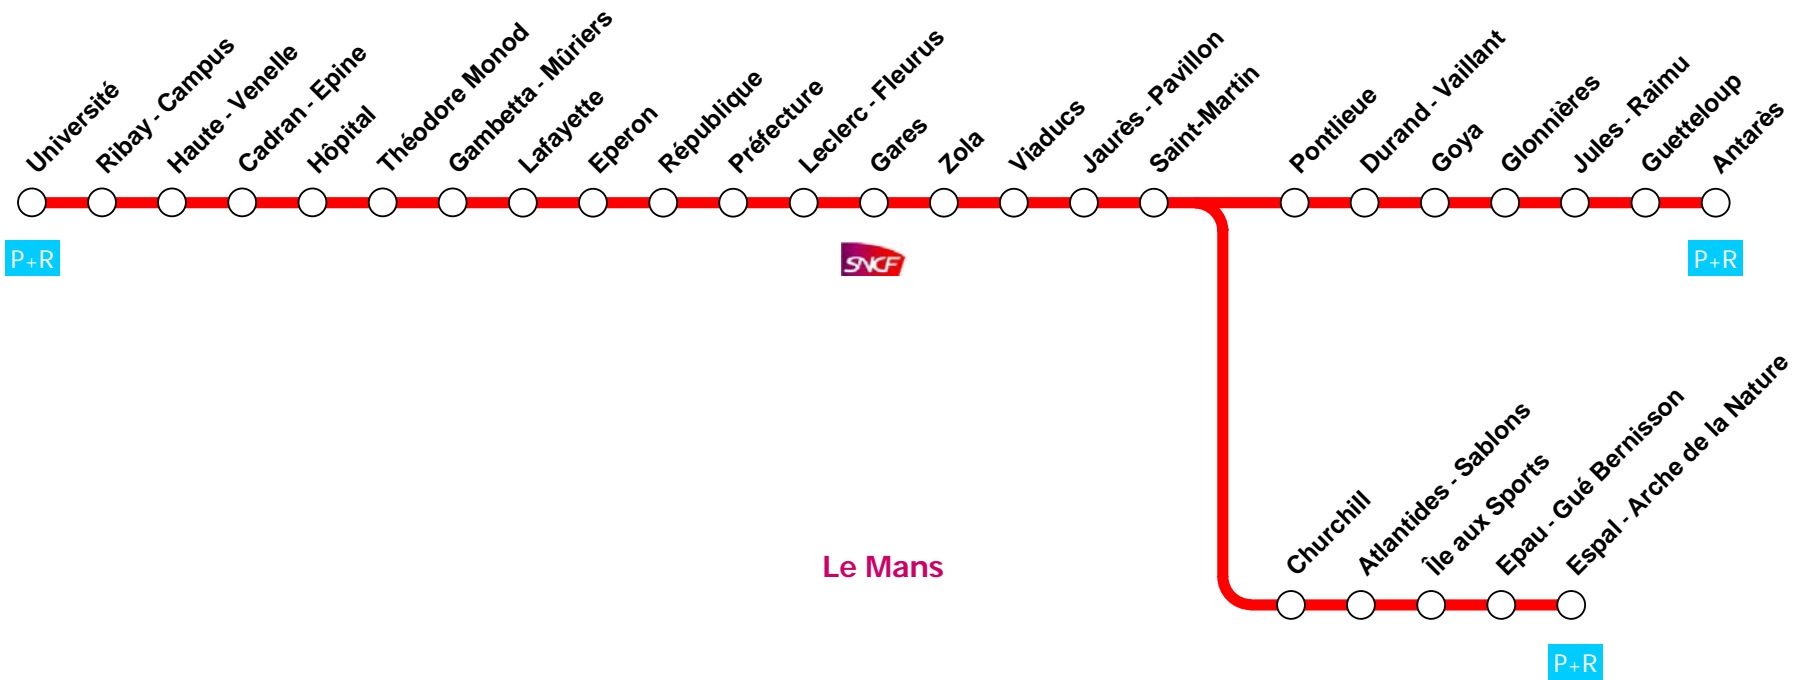 Université
Ribay - Campus
Haute - Venelle
Cadran - Epine
Hôpital
Théodore Monod
Gambetta - Mûriers
Lafayette
Eperon
République
Préfecture
Leclerc - Fleurus
Gares
Zola
Viaducs
Jaurès - Pavillon
Saint-Martin
Pontlieue
Durand - Vaillant
Goya
Glonnières
Jules - Raimu
Guetteloup
Antarès
P+R
SNCF
P+R
Churchill
Atlantides - Sablons
Île aux Sports
Epau - Gué Bernisson
Espal - Arche de la Nature
Le Mans
P+R